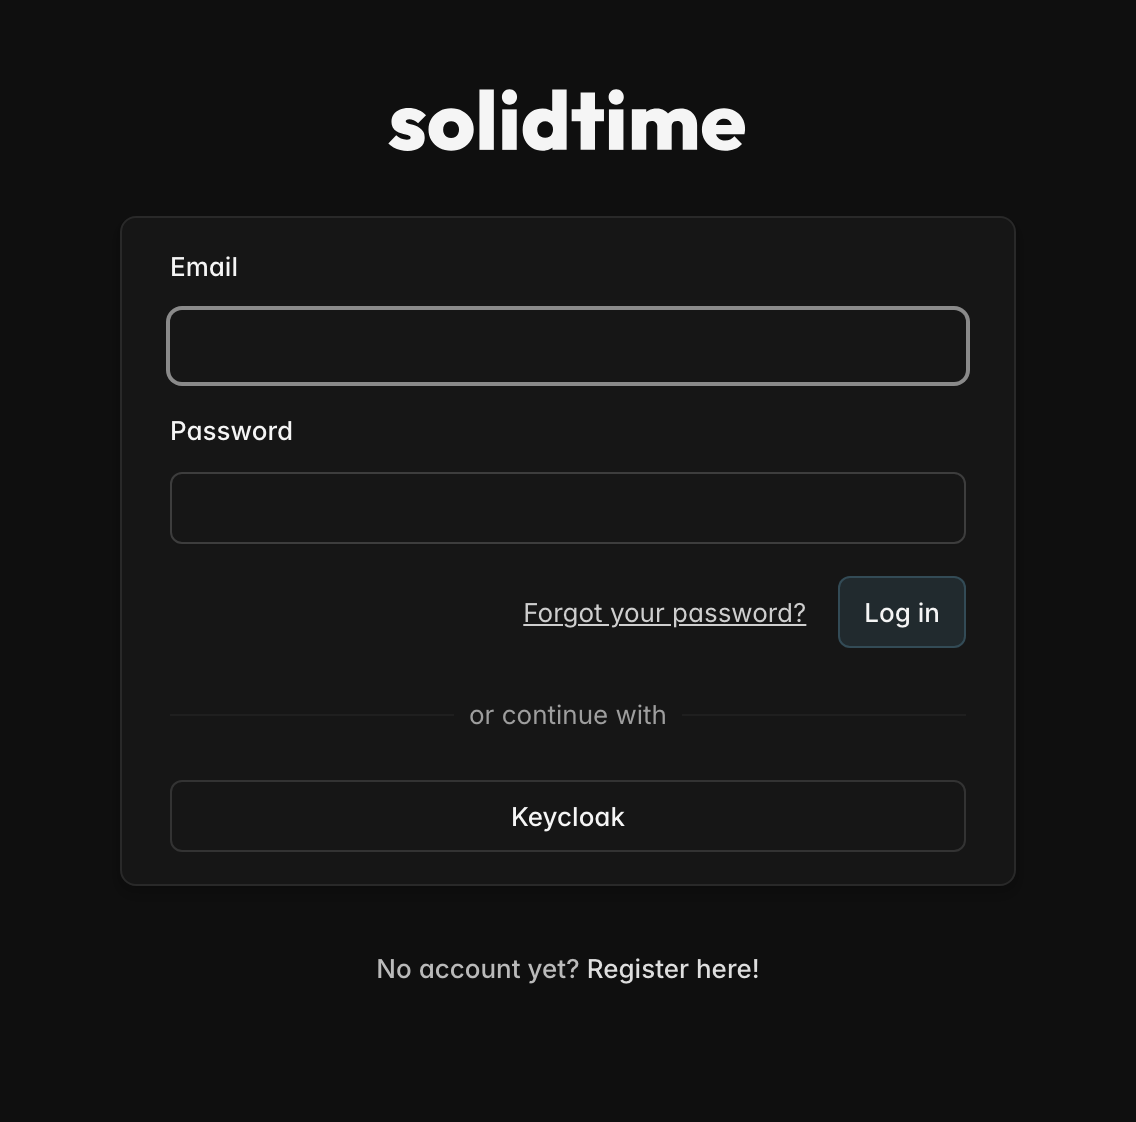 solidtime
Email
Password
Forgot your password? Log in
or continue with
Keycloak
No account yet? Register here!